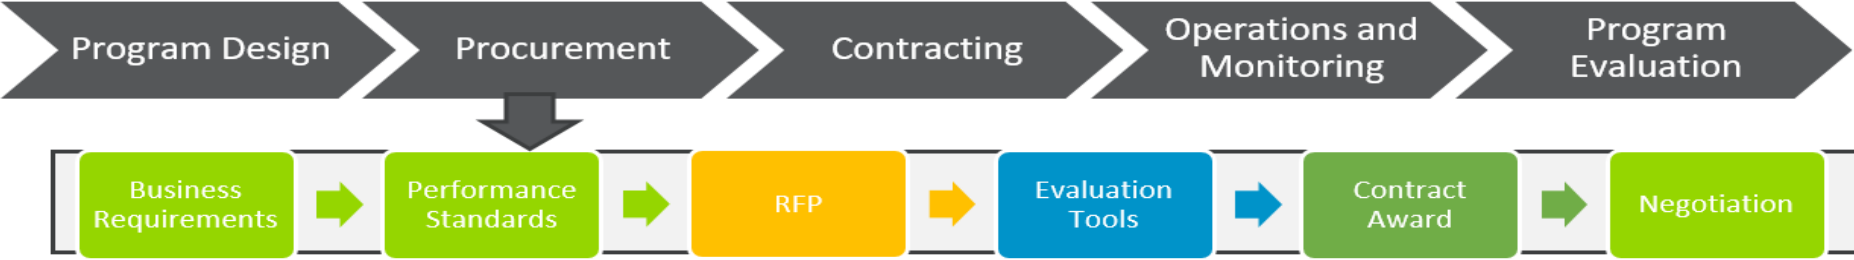 Program Design
Procurement
Contracting
Operations and
Monitoring
Program
Evaluation
Business
Requirements
Performance
Standards
RFP
Evaluation
Tools
Contract
Award
Negotiation